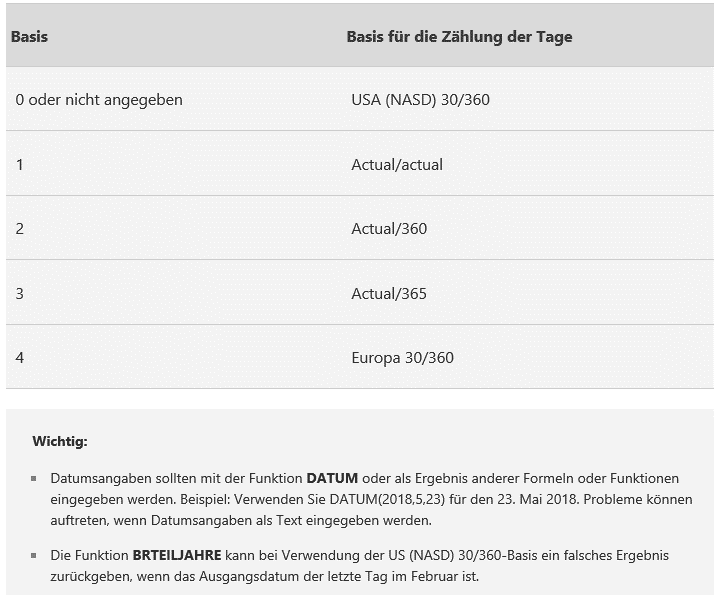 Basis Basis für die Zählung der Tage
0 oder nicht angegeben USA (NASD) 30/360
1 Actual/actual
2 Actual/360
3 Actual/365
4 Europa 30/360
Wichtig:
Datumsangaben sollten mit der Funktion DATUM oder als Ergebnis anderer Formeln oder Funktionen
eingegeben werden. Beispiel: Verwenden Sie DATUM(2018,5,23) für den 23. Mai 2018. Probleme können
auftreten, wenn Datumsangaben als Text eingegeben werden.
Die Funktion BRTEILJAHRE kann bei Verwendung der US (NASD) 30/360-Basis ein falsches Ergebnis
zurückgeben, wenn das Ausgangsdatum der letzte Tag im Februar ist.